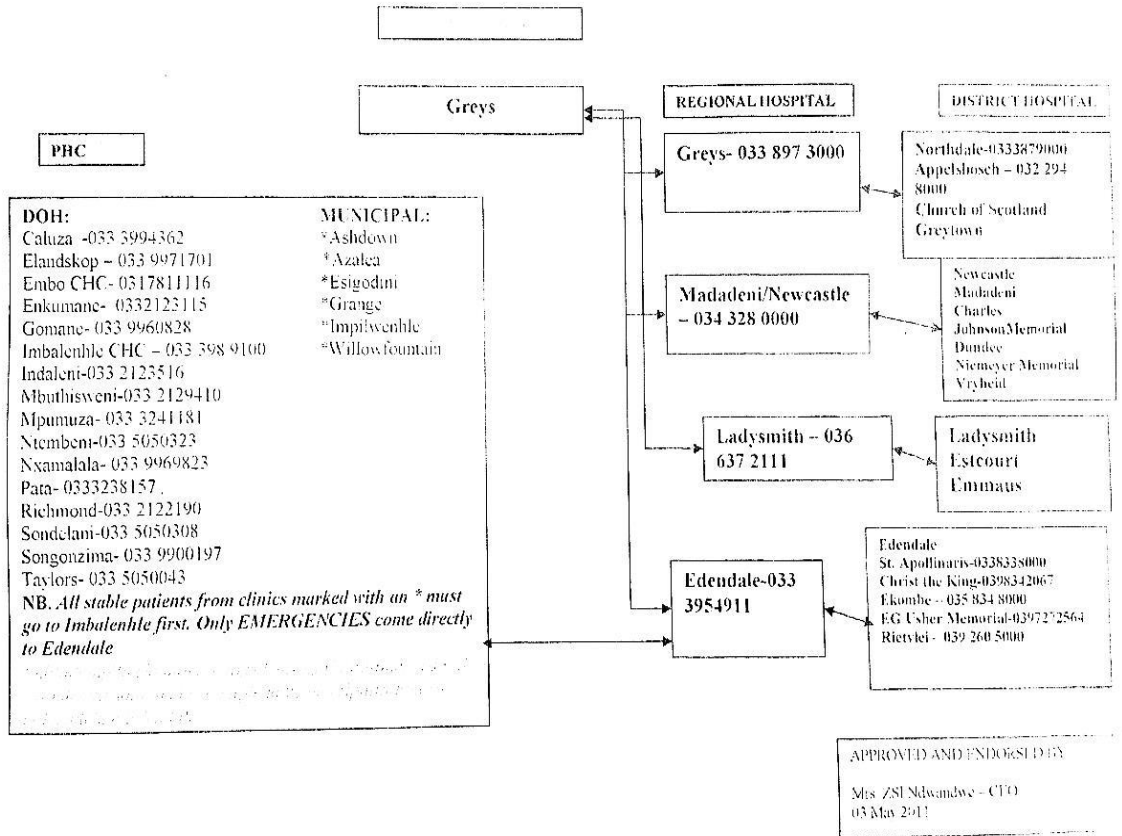 Greys
REGIONAL HOSPITAL
DISTRICT HOSPITAL
PHC
DOH:
Caluza -033 3994362
Elandskop – 033 9971701
Embo CHC- 0317811116
Enkumane- 0332123115
Gomane- 033 9960828
Imbalenhle CHC – 033 398 9100
Indaleni-033 2123516
Mbuthisweni-033 2129410
Mpumuza- 033 3241181
Ntembeni-033 5050323
Nxamalala- 033 9969823
Pata- 0333238157
Richmond-033 2122190
Sondelani-033 5050308
Songonzima- 033 9900197
Taylors- 033 5050043
NB. All stable patients from clinics marked with an * must
go to Imbalenhle first. Only EMERGENCIES come directly
to Edendale
MUNICIPAL:
*Ashdown
*Azalea
*Esigodini
*Grange
*Impilwenhle
*Willowfountain
Greys- 033 897 3000
Northdale-0333879000
Appelsbosch – 032 294
8000
Church of Scotland
Greytown
Madadeni/Newcastle
– 034 328 0000
Newcastle
Madadeni
Charles
JohnsonMemorial
Dundee
Niemeyer Memorial
Vryheid
Ladysmith – 036
637 2111
Ladysmith
Estcourt
Emmaus
Edendale-033
3954911
Edendale
St. Apollinaris-0338338000
Christ the King-0398342067
Ekombe – 035 834 8000
EG Usher Memorial-0397272564
Rietvlei - 039 260 5000
APPROVED AND ENDORSED BY
Mrs. ZSI Ndwandwe – CEO
03 May 2011